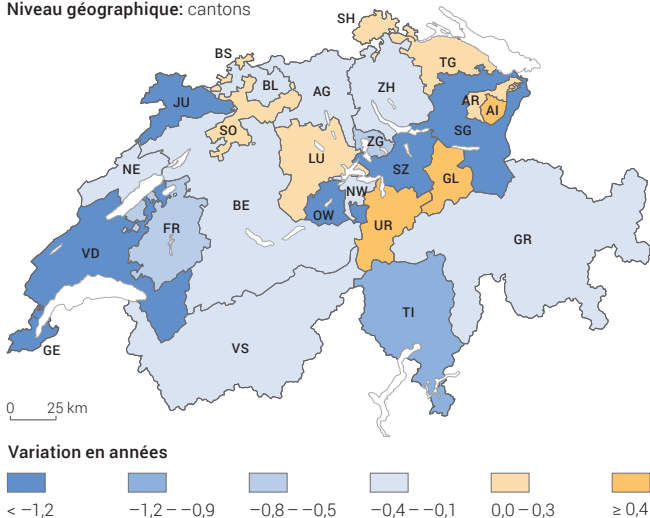 Niveau géographique: cantons
SH
BS
TG
BL
ZH
AG
JU
AR
AI
SO
SG
ZG
LU
SZ
NE
GL
NW
BE
OW
FR
UR
GR
VD
TI
VS
GE
0 25 km
Variation en années
< −1,2 −1,2 – −0,9 −0,8 – −0,5 −0,4 – −0,1 0,0 – 0,3 ≥ 0,4